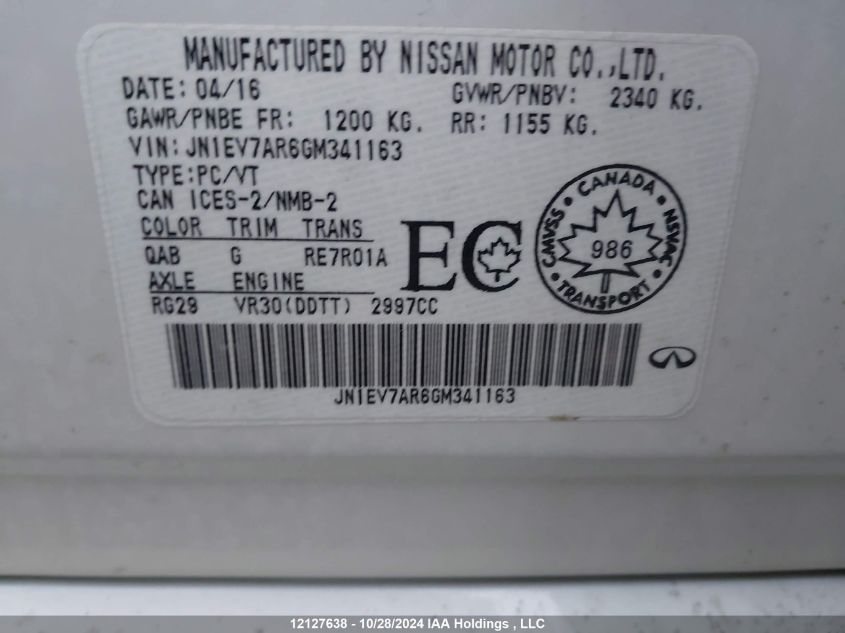 MANUFACTURED BY NISSAN MOTOR CO.,LTD.
DATE: 04/16 GVWR/PNBV: 2340 KG.
GAWR/PNBE FR: 1200 KG. RR: 1155 KG.
VIN: JN1EV7AR6GM341163
TYPE:PC/VT
CAN ICES-2/NMB-2
COLOR TRIM TRANS
QAB G RE7R01A
AXLE ENGINE
RG29 VR30(DDTT) 2997CC
EC
CANADA
CMVSS
NSVAC
986
TRANSPORT
JN1EV7AR6GM341163
12127638 - 10/28/2024 IAA Holdings , LLC